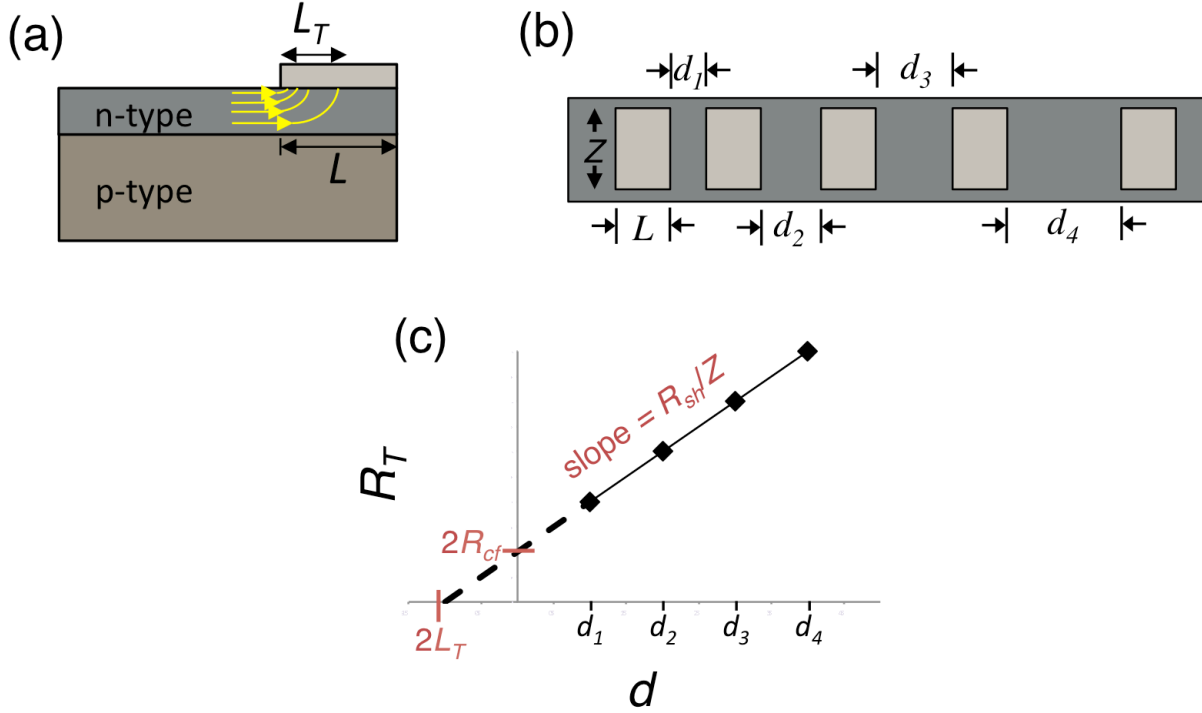 (a)
L_T
n-type
L
p-type
(b)
d_1
d_3
Z
L
d_2
d_4
(c)
slope = R_sh/Z
R_T
2R_cf
2L_T
d_1
d_2
d_3
d_4
d